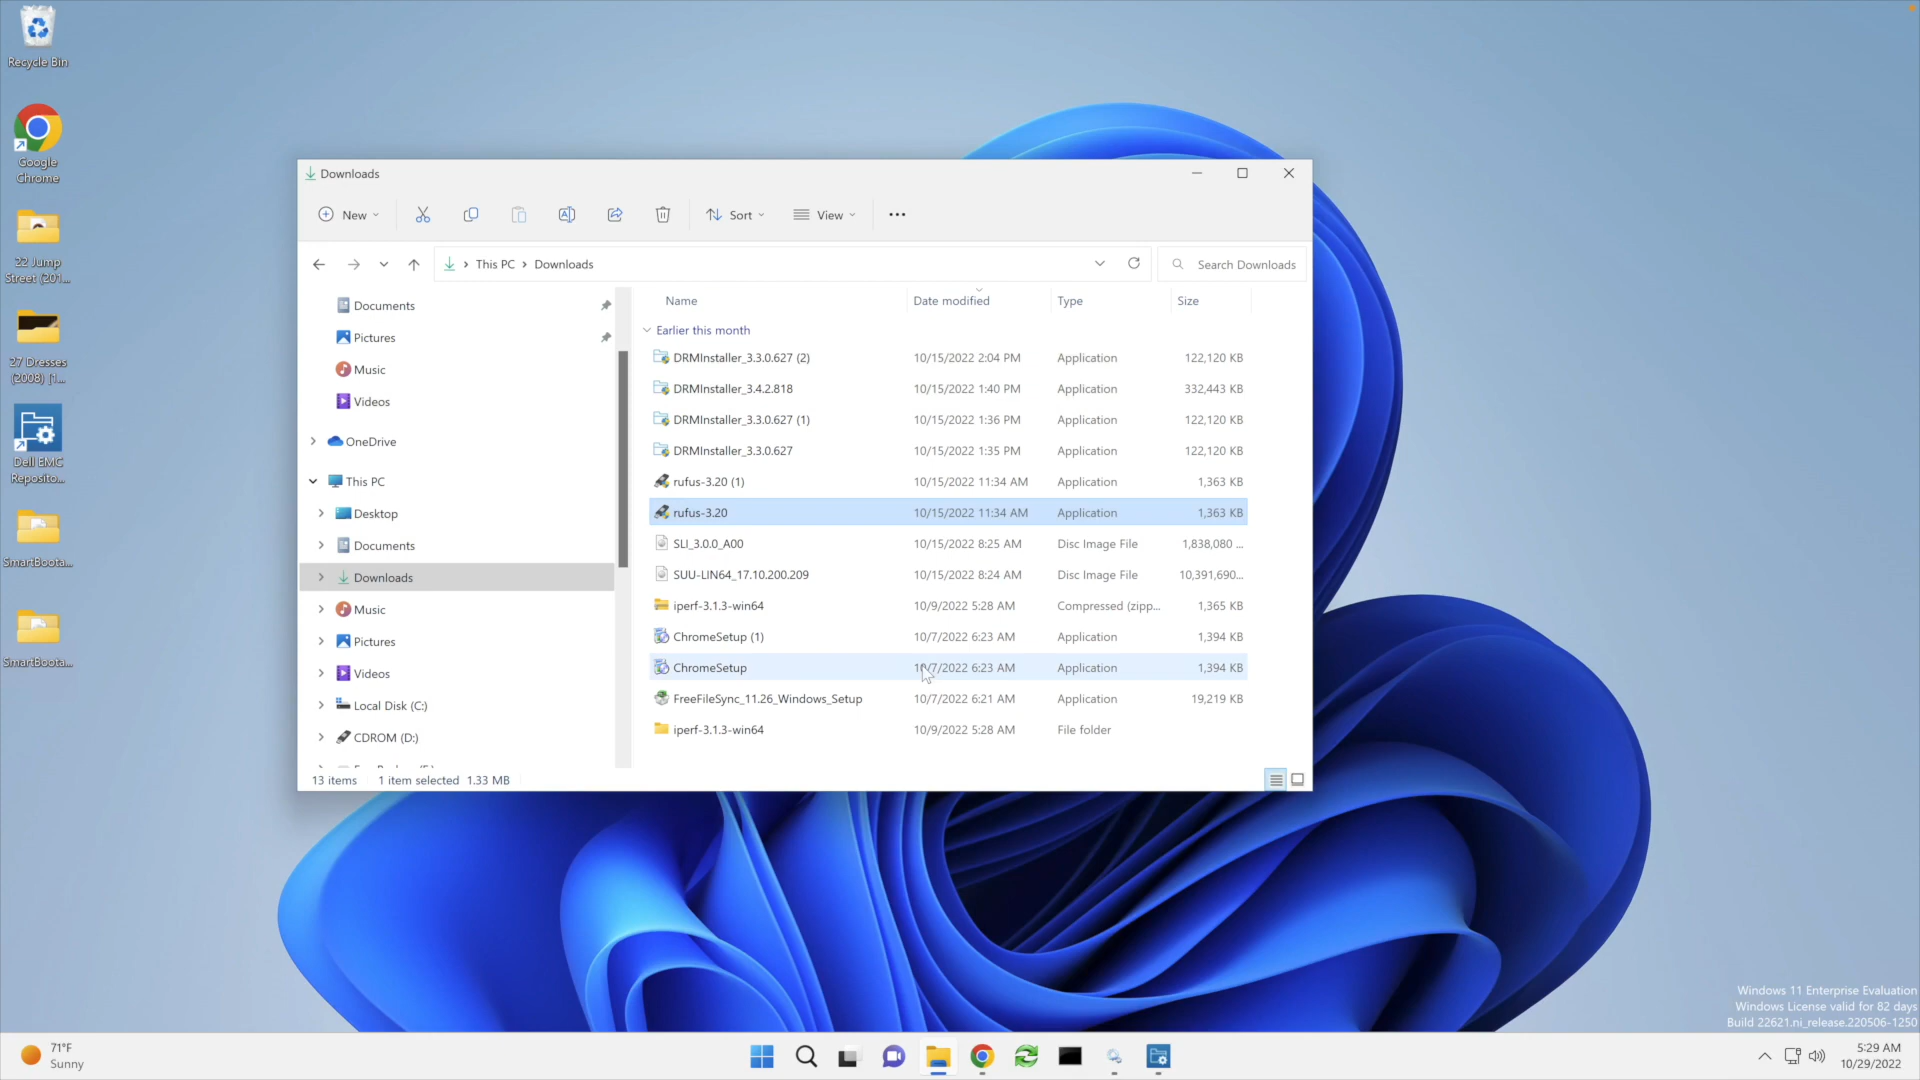 Recycle Bin
Google
Chrome
22 Jump
Street (201...
27 Dresses
(2008) [1...
Dell EMC
Reposito...
SmartBoota...
SmartBoota...
Downloads
New
Sort
View
This PC > Downloads
Search Downloads
Documents
Pictures
Music
Videos
OneDrive
This PC
Desktop
Documents
Downloads
Music
Pictures
Videos
Local Disk (C:)
CDROM (D:)
Name Date modified Type Size
Earlier this month
DRMInstaller_3.3.0.627 (2) 10/15/2022 2:04 PM Application 122,120 KB
DRMInstaller_3.4.2.818 10/15/2022 1:40 PM Application 332,443 KB
DRMInstaller_3.3.0.627 (1) 10/15/2022 1:36 PM Application 122,120 KB
DRMInstaller_3.3.0.627 10/15/2022 1:35 PM Application 122,120 KB
rufus-3.20 (1) 10/15/2022 11:34 AM Application 1,363 KB
rufus-3.20 10/15/2022 11:34 AM Application 1,363 KB
SLI_3.0.0_A00 10/15/2022 8:25 AM Disc Image File 1,838,080 ...
SUU-LIN64_17.10.200.209 10/15/2022 8:24 AM Disc Image File 10,391,690...
iperf-3.1.3-win64 10/9/2022 5:28 AM Compressed (zipp... 1,365 KB
ChromeSetup (1) 10/7/2022 6:23 AM Application 1,394 KB
ChromeSetup 10/7/2022 6:23 AM Application 1,394 KB
FreeFileSync_11.26_Windows_Setup 10/7/2022 6:21 AM Application 19,219 KB
iperf-3.1.3-win64 10/9/2022 5:28 AM File folder
13 items 1 item selected 1.33 MB
Windows 11 Enterprise Evaluation
Windows License valid for 82 days
Build 22621.ni_release.220506-1250
71°F
Sunny
5:29 AM
10/29/2022